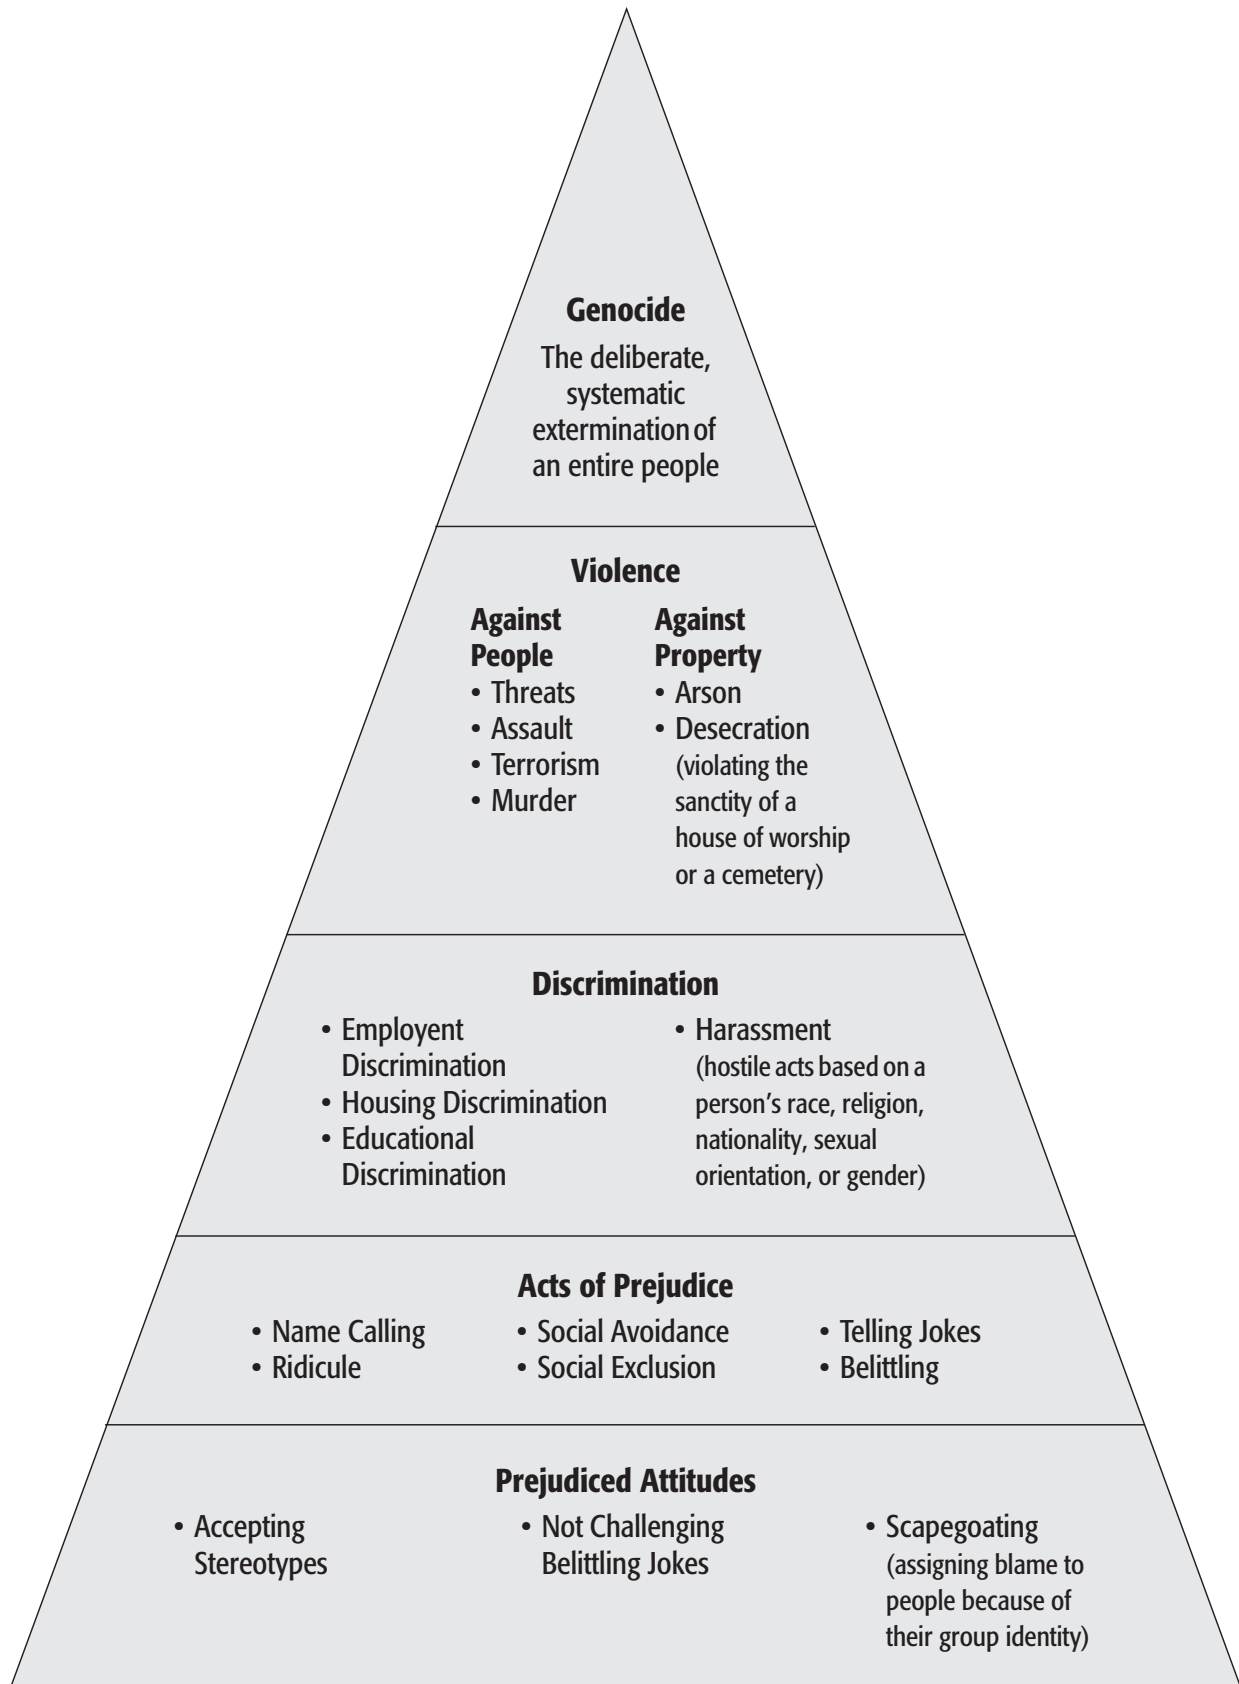 Genocide
The deliberate,
systematic
extermination of
an entire people
Violence
Against
People
• Threats
• Assault
• Terrorism
• Murder
Against
Property
• Arson
• Desecration
(violating the
sanctity of a
house of worship
or a cemetery)
Discrimination
• Employent
Discrimination
• Housing Discrimination
• Educational
Discrimination
• Harassment
(hostile acts based on a
person’s race, religion,
nationality, sexual
orientation, or gender)
Acts of Prejudice
• Name Calling
• Ridicule
• Social Avoidance
• Social Exclusion
• Telling Jokes
• Belittling
Prejudiced Attitudes
• Accepting
Stereotypes
• Not Challenging
Belittling Jokes
• Scapegoating
(assigning blame to
people because of
their group identity)